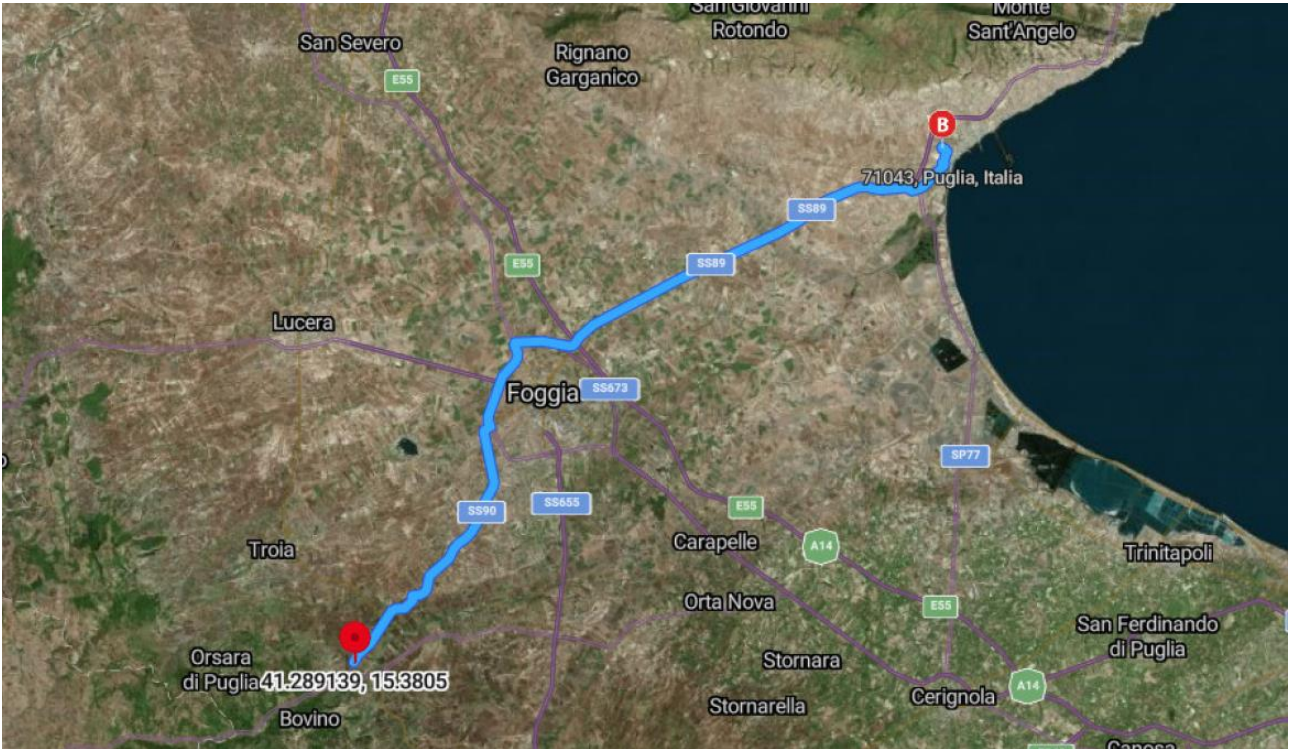 San Giovanni
Rotondo
Monte
Sant'Angelo
San Severo
Rignano
Garganico
E55
B
71043, Puglia, Italia
SS89
SS89
E55
Lucera
Foggia
SS673
SP77
SS90
SS655
E55
Troia
Carapelle
A14
Trinitapoli
Orta Nova
E55
San Ferdinando
di Puglia
Orsara
di Puglia
41.289139, 15.3805
Stornara
Cerignola
A14
Bovino
Stornarella
Canosa